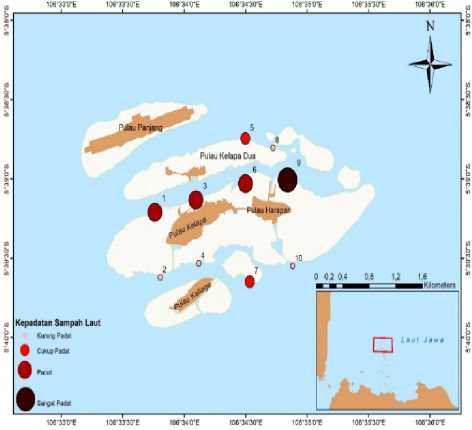 106°33'0"E 106°33'30"E 106°34'0"E 106°34'30"E 106°35'0"E 106°35'30"E 106°36'0"E
N
5°38'30"S
5
8
Pulau Panjang
Pulau Kelapa Dua
9
5°39'0"S
6
3
1
Pulau Harapan
Pulau Kelapa
5°39'30"S
4
10
2
7
Pulau Kaliage
0 0,2 0,4 0,8 1,2 1,6
Kilometers
Kepadatan Sampah Laut
Kurang Padat
Cukup Padat
Padat
Sangat Padat
5°40'0"S
Laut Jawa
106°33'0"E 106°33'30"E 106°34'0"E 106°34'30"E 106°35'0"E 106°35'30"E 106°36'0"E